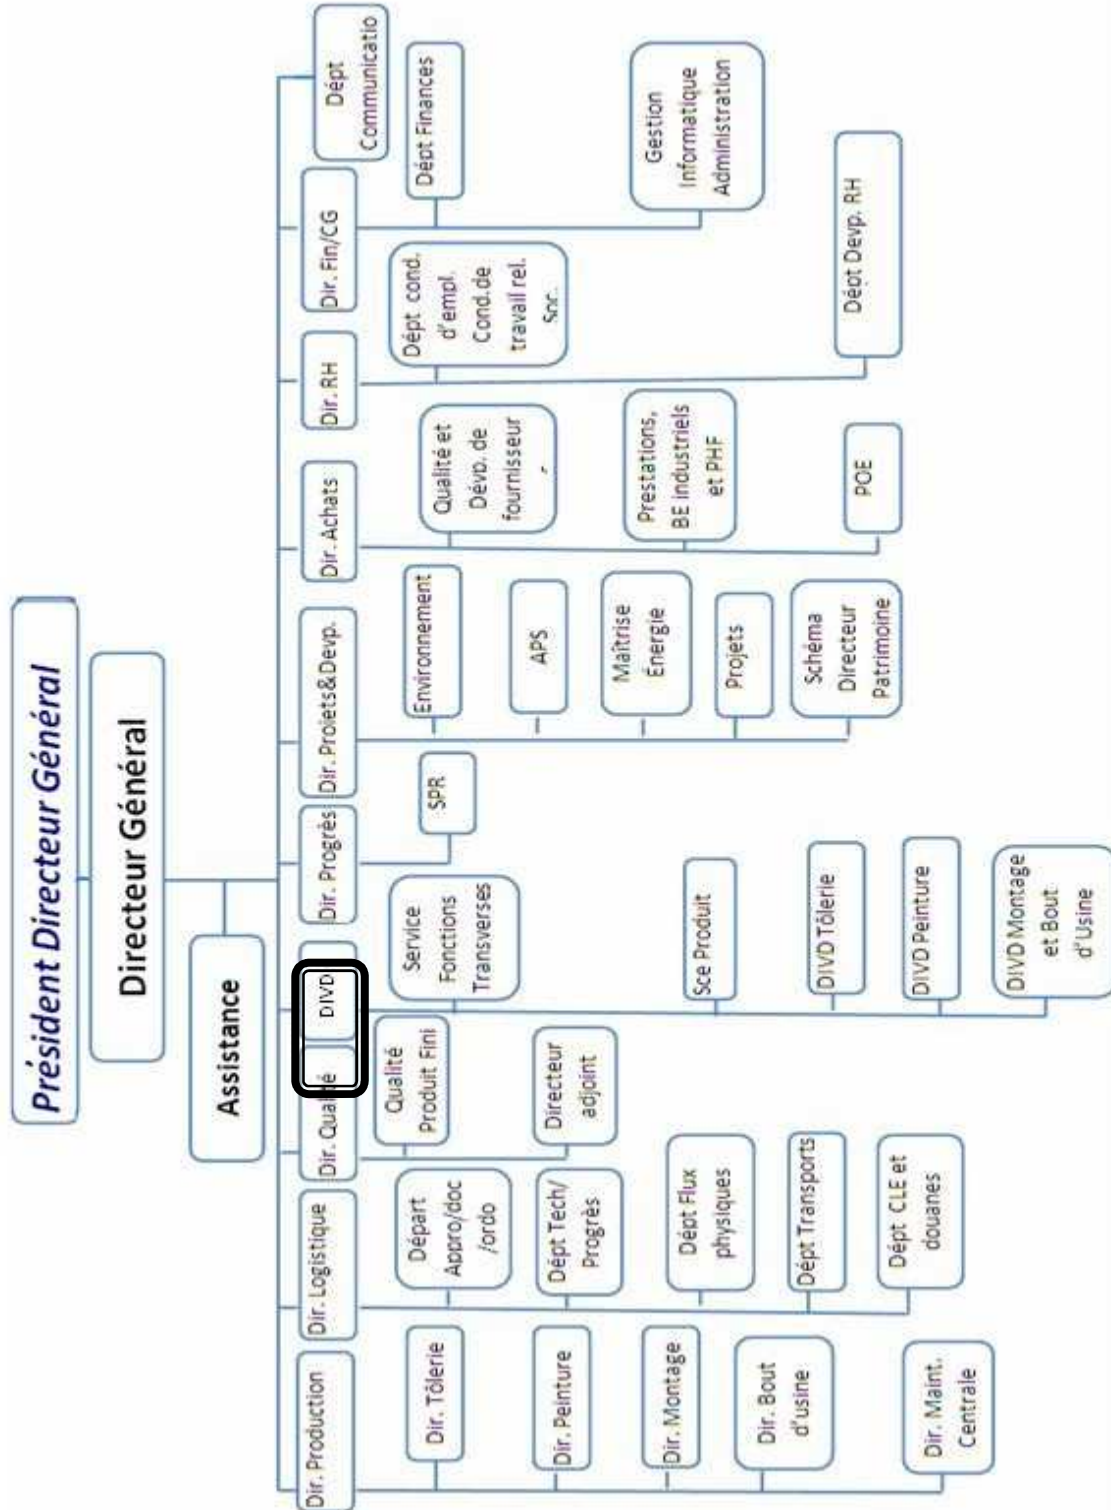 Président Directeur Général
Directeur Général
Assistance
Dir. Production
Dir. Tôlerie
Dir. Peinture
Dir. Montage
Dir. Bout
d'usine
Dir. Maint.
Centrale
Dir. Logistique
Départ
Appro/doc
/ordo
Dépt Tech/
Progrès
Dépt Flux
physiques
Dépt Transports
Dépt CLE et
douanes
Dir. Qualité
Qualité
Produit Fini
Directeur
adjoint
DIVD
Service
Fonctions
Transverses
Sce Produit
DIVD Tôlerie
DIVD Peinture
DIVD Montage
et Bout
d'Usine
Dir. Progrès
SPR
Dir. Projets&Devp.
Environnement
APS
Maîtrise
Énergie
Projets
Schéma
Directeur
Patrimoine
Dir. Achats
Qualité et
Dévp. de
fournisseur
Prestations,
BE industriels
et PHF
POE
Dir. RH
Dépt cond.
d'empl.
Cond.de
travail rel.
Soc.
Dépt Devp. RH
Dir. Fin/CG
Dépt Finances
Gestion
Informatique
Administration
Dépt
Communicatio